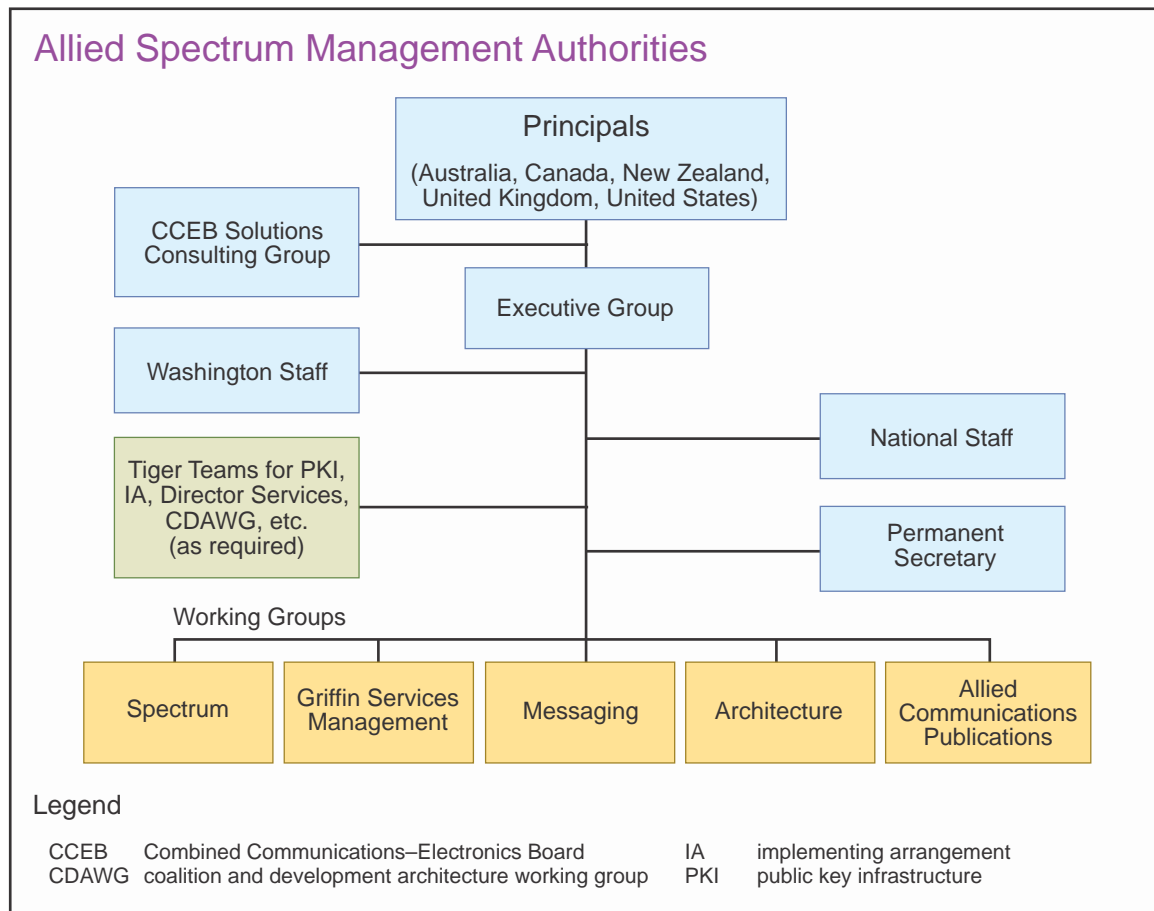 Allied Spectrum Management Authorities
Principals
(Australia, Canada, New Zealand,
United Kingdom, United States)
CCEB Solutions
Consulting Group
Executive Group
Washington Staff
National Staff
Tiger Teams for PKI,
IA, Director Services,
CDAWG, etc.
(as required)
Permanent
Secretary
Working Groups
Spectrum
Griffin Services
Management
Messaging
Architecture
Allied
Communications
Publications
Legend
CCEB Combined Communications–Electronics Board
CDAWG coalition and development architecture working group
IA implementing arrangement
PKI public key infrastructure